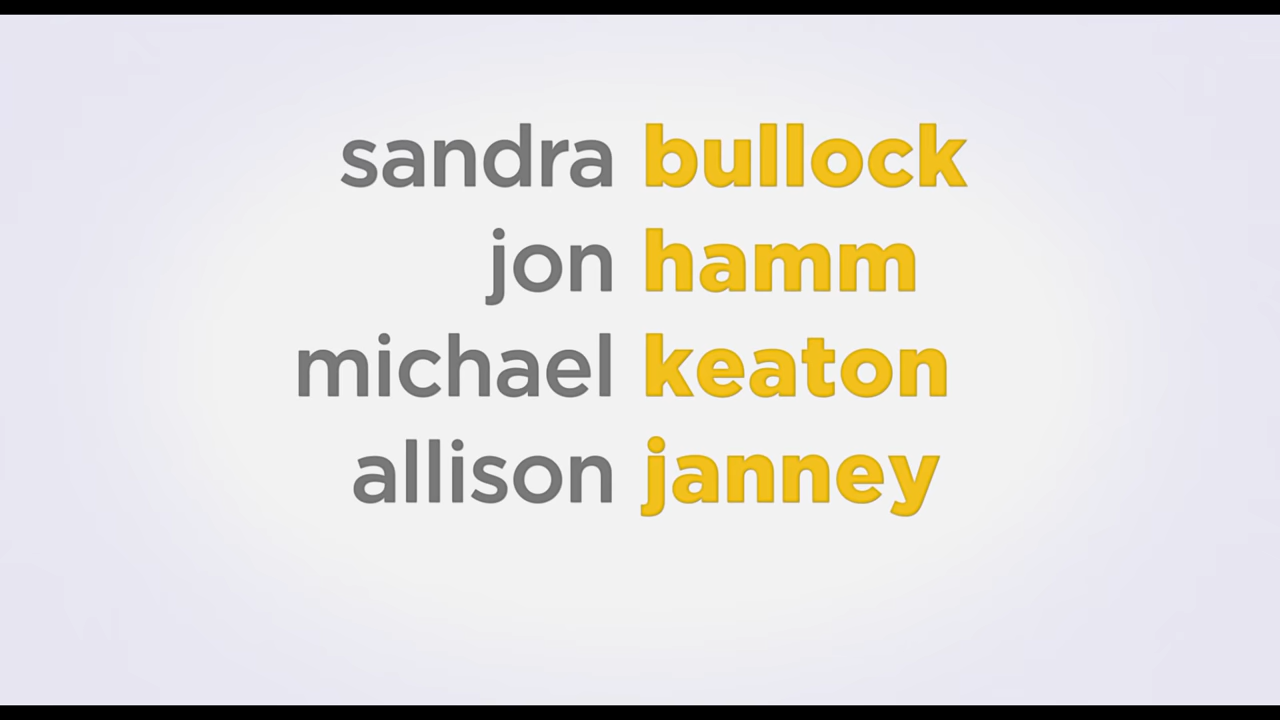 sandra bullock
jon hamm
michael keaton
allison janney